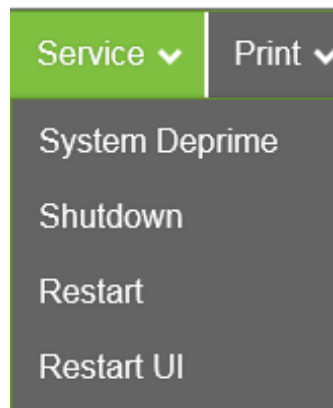 Service Print
System Deprime
Shutdown
Restart
Restart UI